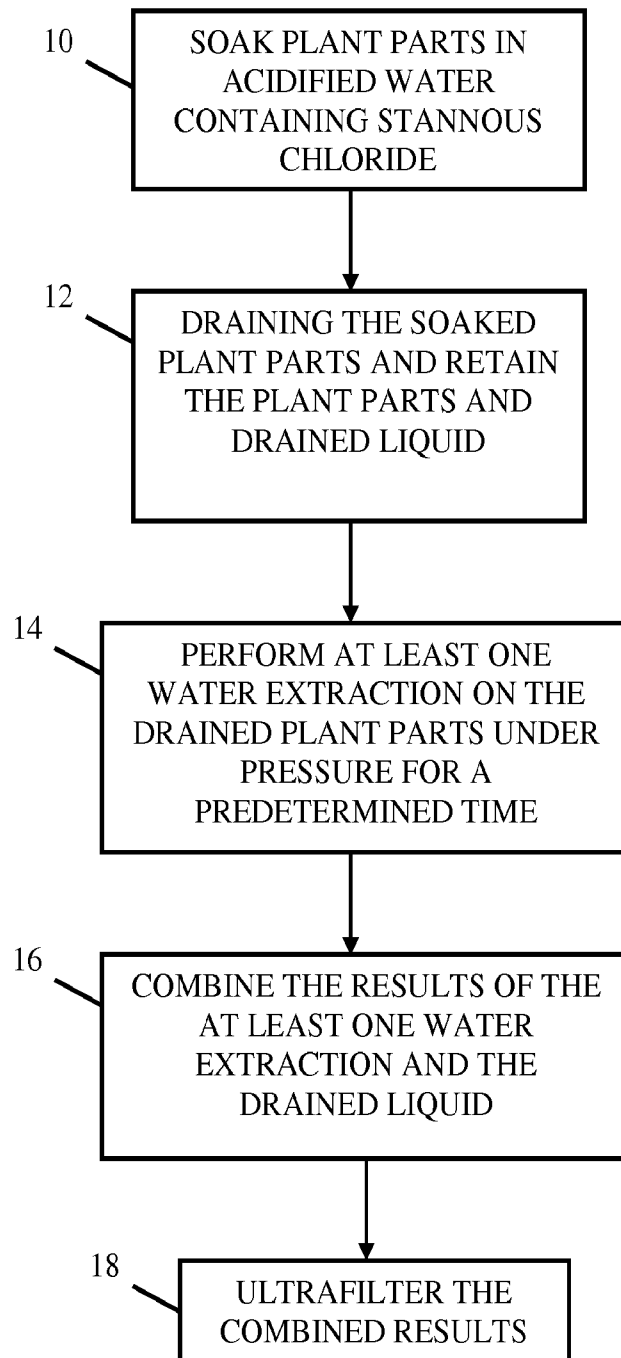 10
SOAK PLANT PARTS IN
ACIDIFIED WATER
CONTAINING STANNOUS
CHLORIDE
12
DRAINING THE SOAKED
PLANT PARTS AND RETAIN
THE PLANT PARTS AND
DRAINED LIQUID
14
PERFORM AT LEAST ONE
WATER EXTRACTION ON THE
DRAINED PLANT PARTS UNDER
PRESSURE FOR A
PREDETERMINED TIME
16
COMBINE THE RESULTS OF THE
AT LEAST ONE WATER
EXTRACTION AND THE
DRAINED LIQUID
18
ULTRAFILTER THE
COMBINED RESULTS